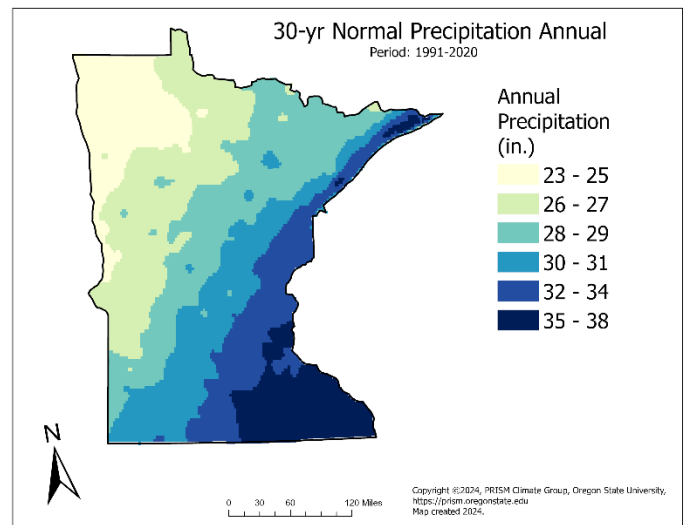 30-yr Normal Precipitation Annual
Period: 1991-2020
Annual
Precipitation
(in.)
23 - 25
26 - 27
28 - 29
30 - 31
32 - 34
35 - 38
N
0 30 60 120 Miles
Copyright ©2024, PRISM Climate Group, Oregon State University,
https://prism.oregonstate.edu
Map created 2024.